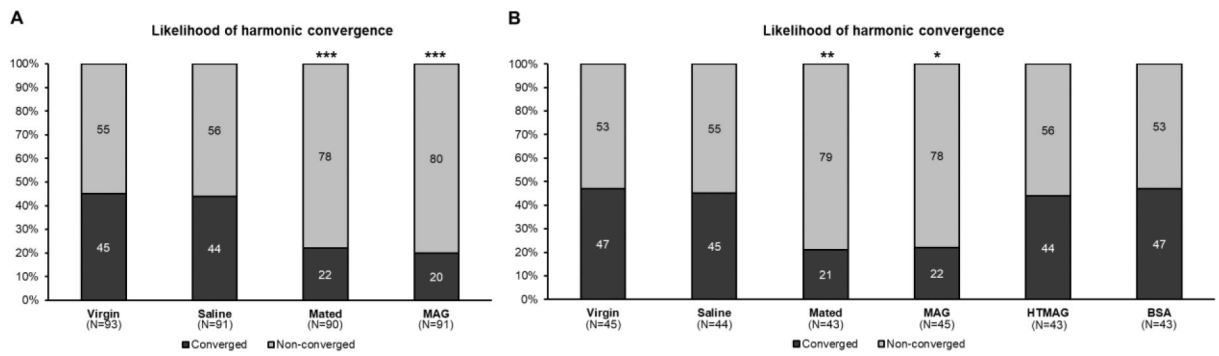 A
Likelihood of harmonic convergence
*** ***
100%
90%
80%
70%
60%
50%
40%
30%
20%
10%
0%
55 56 78 80
45 44 22 20
Virgin Saline Mated MAG
(N=93) (N=91) (N=90) (N=91)
Converged Non-converged
B
Likelihood of harmonic convergence
** *
100%
90%
80%
70%
60%
50%
40%
30%
20%
10%
0%
53 55 79 78 56 53
47 45 21 22 44 47
Virgin Saline Mated MAG HTMAG BSA
(N=45) (N=44) (N=43) (N=45) (N=43) (N=43)
Converged Non-converged